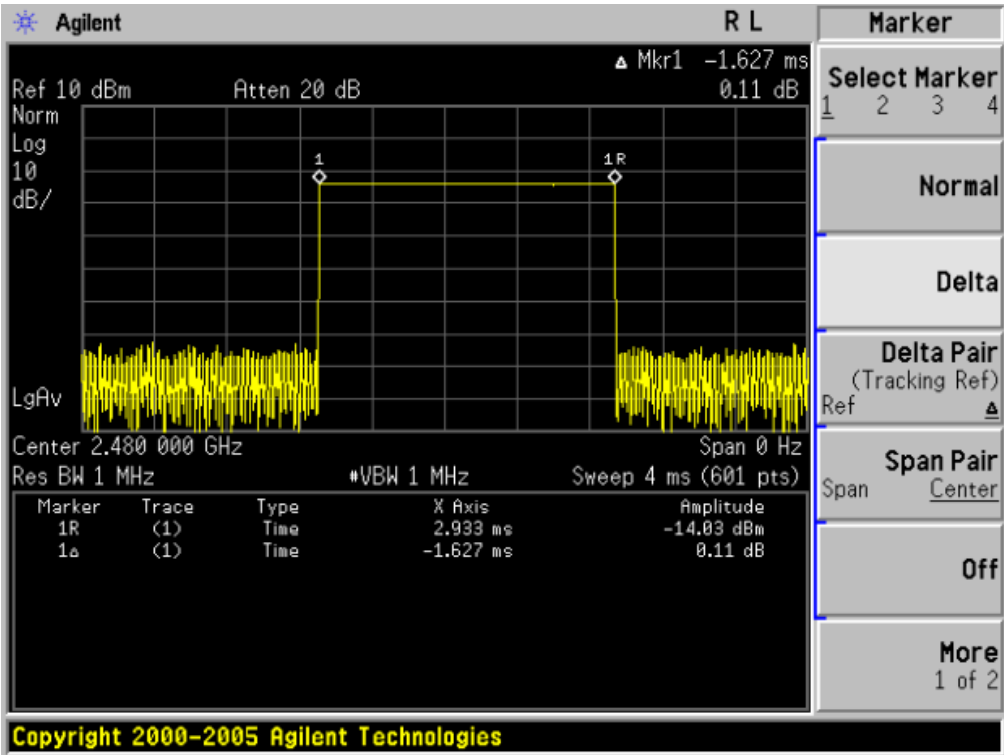 Agilent
R L
Marker
Δ Mkr1 -1.627 ms
Ref 10 dBm Atten 20 dB 0.11 dB
Norm
Log
10
dB/
1
1R
LgAv
Center 2.480 000 GHz Span 0 Hz
Res BW 1 MHz #VBW 1 MHz Sweep 4 ms (601 pts)
Marker Trace Type X Axis Amplitude
1R (1) Time 2.933 ms -14.03 dBm
1Δ (1) Time -1.627 ms 0.11 dB
Select Marker
1 2 3 4
Normal
Delta
Delta Pair
(Tracking Ref)
Ref Δ
Span Pair
Span Center
Off
More
1 of 2
Copyright 2000-2005 Agilent Technologies